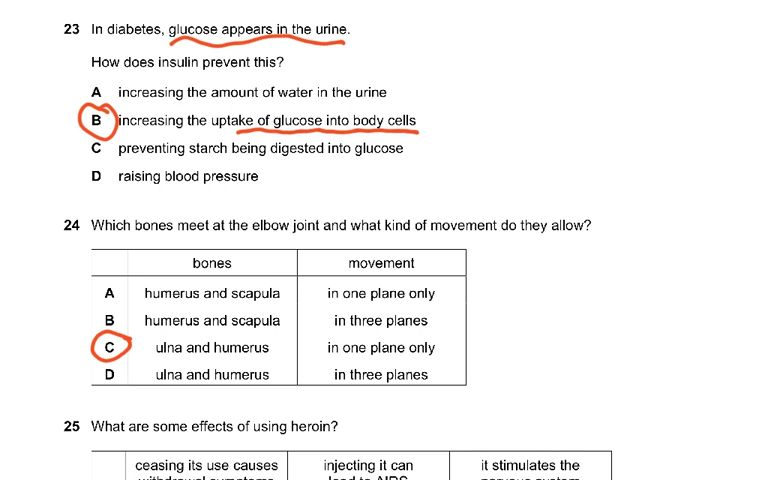 23 In diabetes, glucose appears in the urine.
How does insulin prevent this?
A increasing the amount of water in the urine
B increasing the uptake of glucose into body cells
C preventing starch being digested into glucose
D raising blood pressure
24 Which bones meet at the elbow joint and what kind of movement do they allow?
bones movement
A humerus and scapula in one plane only
B humerus and scapula in three planes
C ulna and humerus in one plane only
D ulna and humerus in three planes
25 What are some effects of using heroin?
ceasing its use causes injecting it can it stimulates the